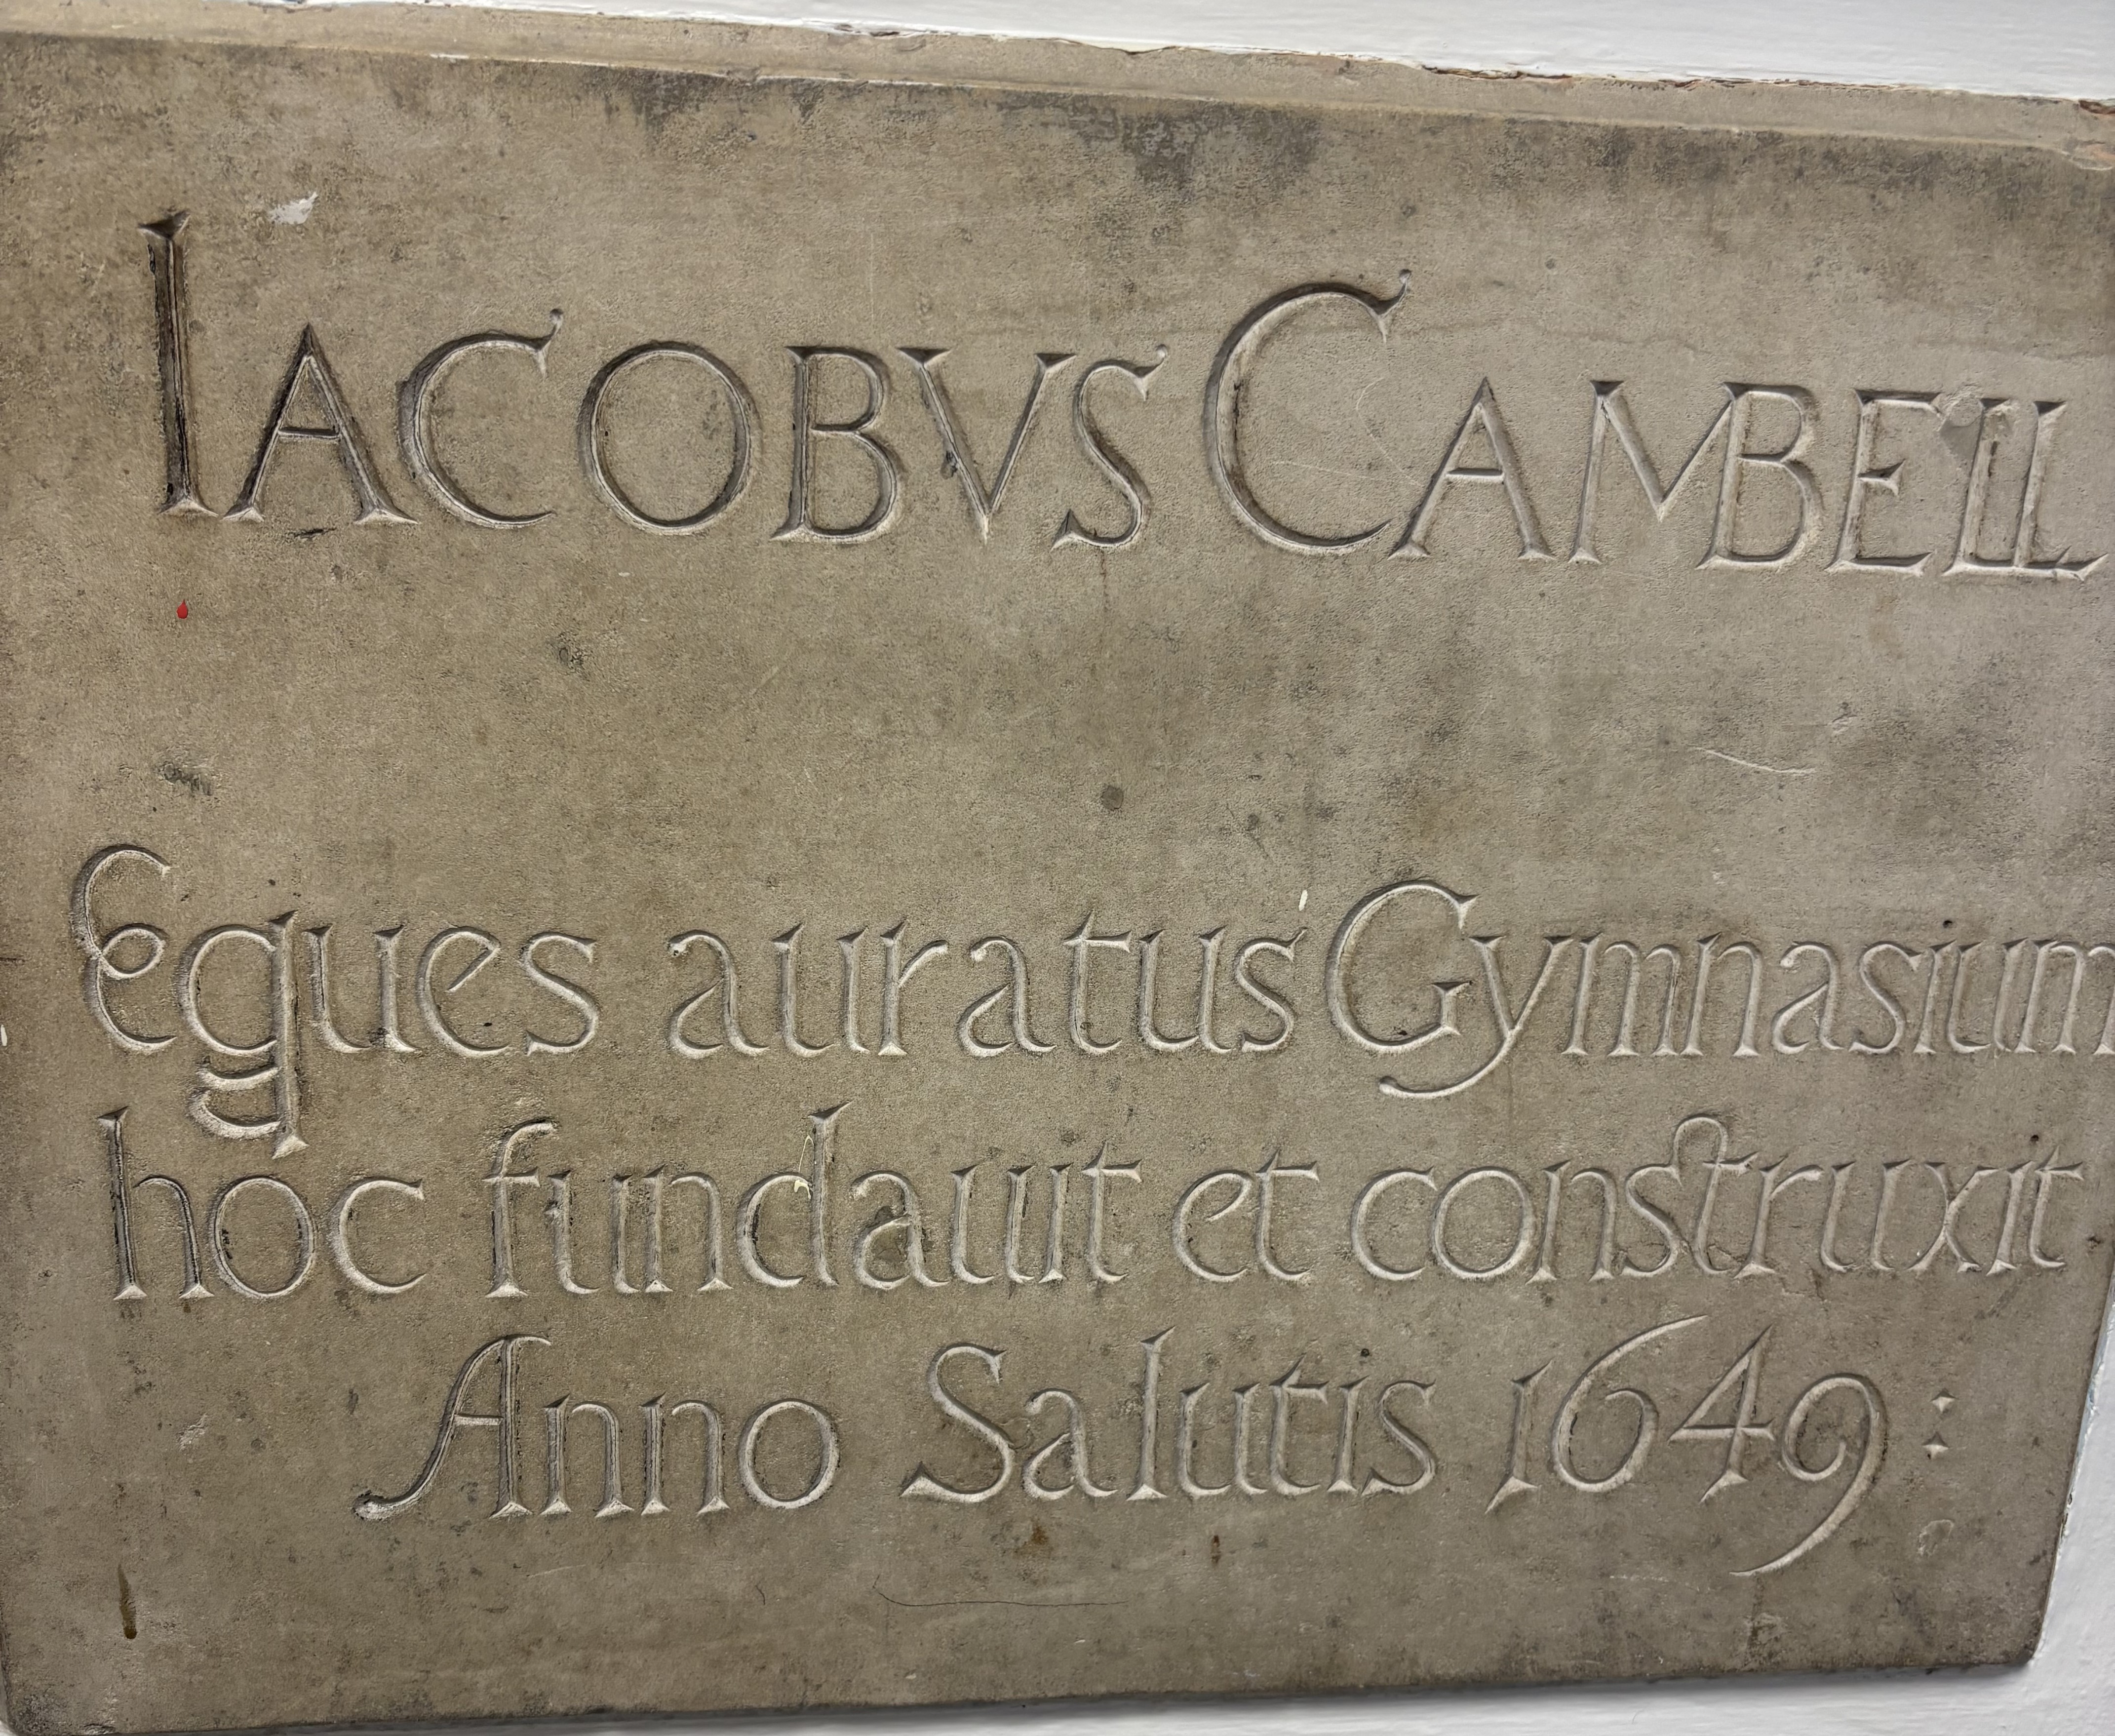 IACOBVS CAMBELL
Eques auratus Gymnasium
hoc fundauit et construxit
Anno Salutis 1649: